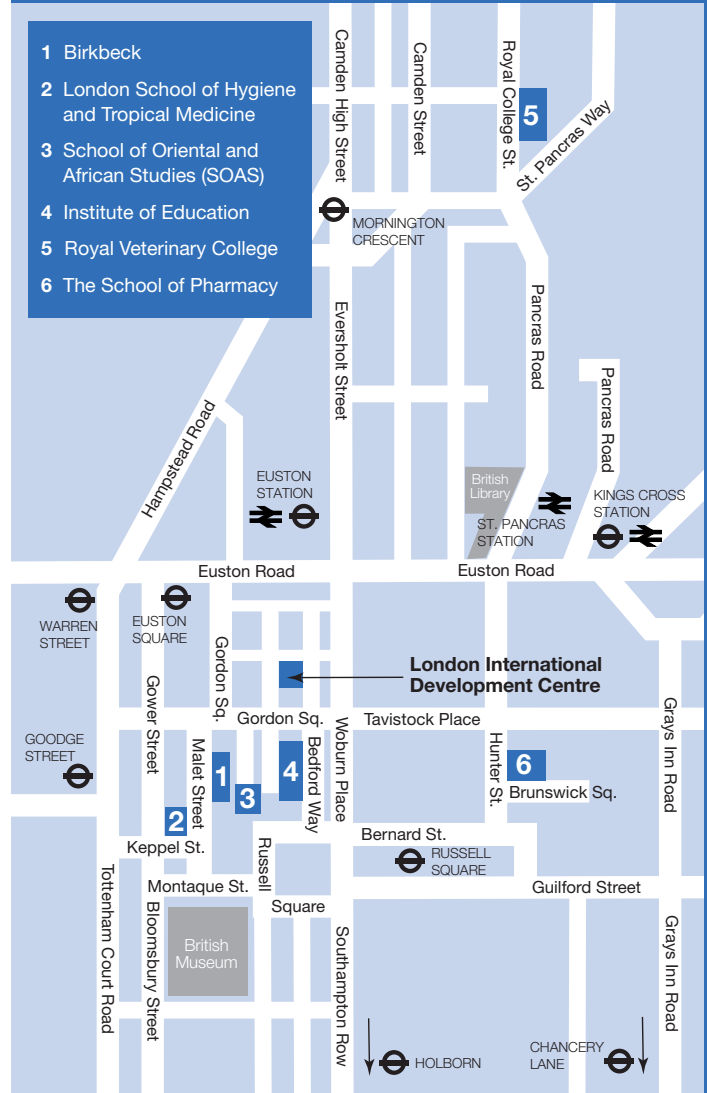 1 Birkbeck
2 London School of Hygiene
and Tropical Medicine
3 School of Oriental and
African Studies (SOAS)
4 Institute of Education
5 Royal Veterinary College
6 The School of Pharmacy
Camden High Street
Camden Street
Royal College St.
5
St. Pancras Way
MORNINGTON
CRESCENT
Eversholt Street
Pancras Road
Pancras Road
Hampstead Road
EUSTON
STATION
British
Library
ST. PANCRAS
STATION
KINGS CROSS
STATION
Euston Road
Euston Road
WARREN
STREET
EUSTON
SQUARE
Gordon Sq.
London International
Development Centre
Gower Street
Gordon Sq.
Tavistock Place
GOODGE
STREET
Malet Street
1
2
3
4
Bedford Way
Woburn Place
Hunter St.
6
Brunswick Sq.
Grays Inn Road
Keppel St.
Bernard St.
RUSSELL
SQUARE
Russell
Square
Montaque St.
Guilford Street
Tottenham Court Road
Bloomsbury Street
British
Museum
Southampton Row
Grays Inn Road
HOLBORN
CHANCERY
LANE